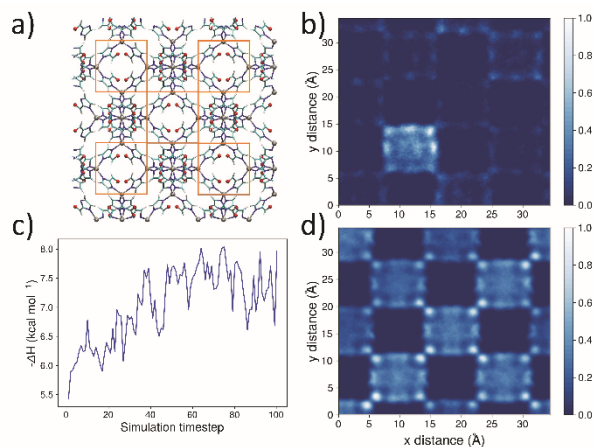 a)
b)
y distance (Å)
30
25
20
15
10
5
0
0 5 10 15 20 25 30
1.0
0.8
0.6
0.4
0.2
0.0
c)
-ΔH (kcal mol⁻¹)
8.0
7.5
7.0
6.5
6.0
5.5
0 20 40 60 80 100
Simulation timestep
d)
y distance (Å)
30
25
20
15
10
5
0
0 5 10 15 20 25 30
x distance (Å)
1.0
0.8
0.6
0.4
0.2
0.0